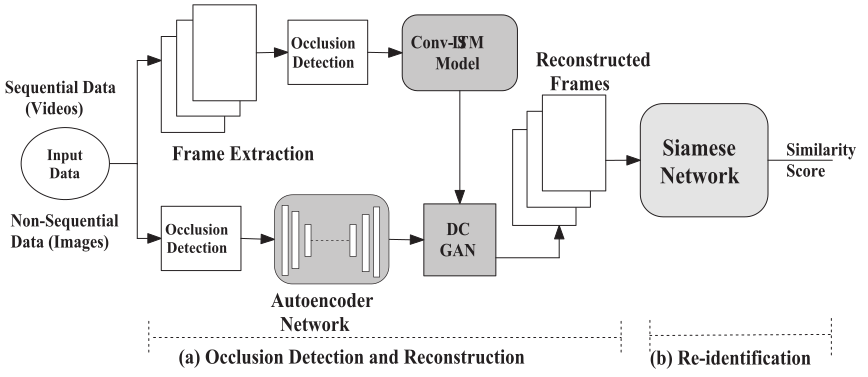 Sequential Data
(Videos)
Input
Data
Non-Sequential
Data (Images)
Frame Extraction
Occlusion
Detection
Conv-LSTM
Model
Occlusion
Detection
Autoencoder
Network
DC
GAN
Reconstructed
Frames
Siamese
Network
Similarity
Score
(a) Occlusion Detection and Reconstruction
(b) Re-identification